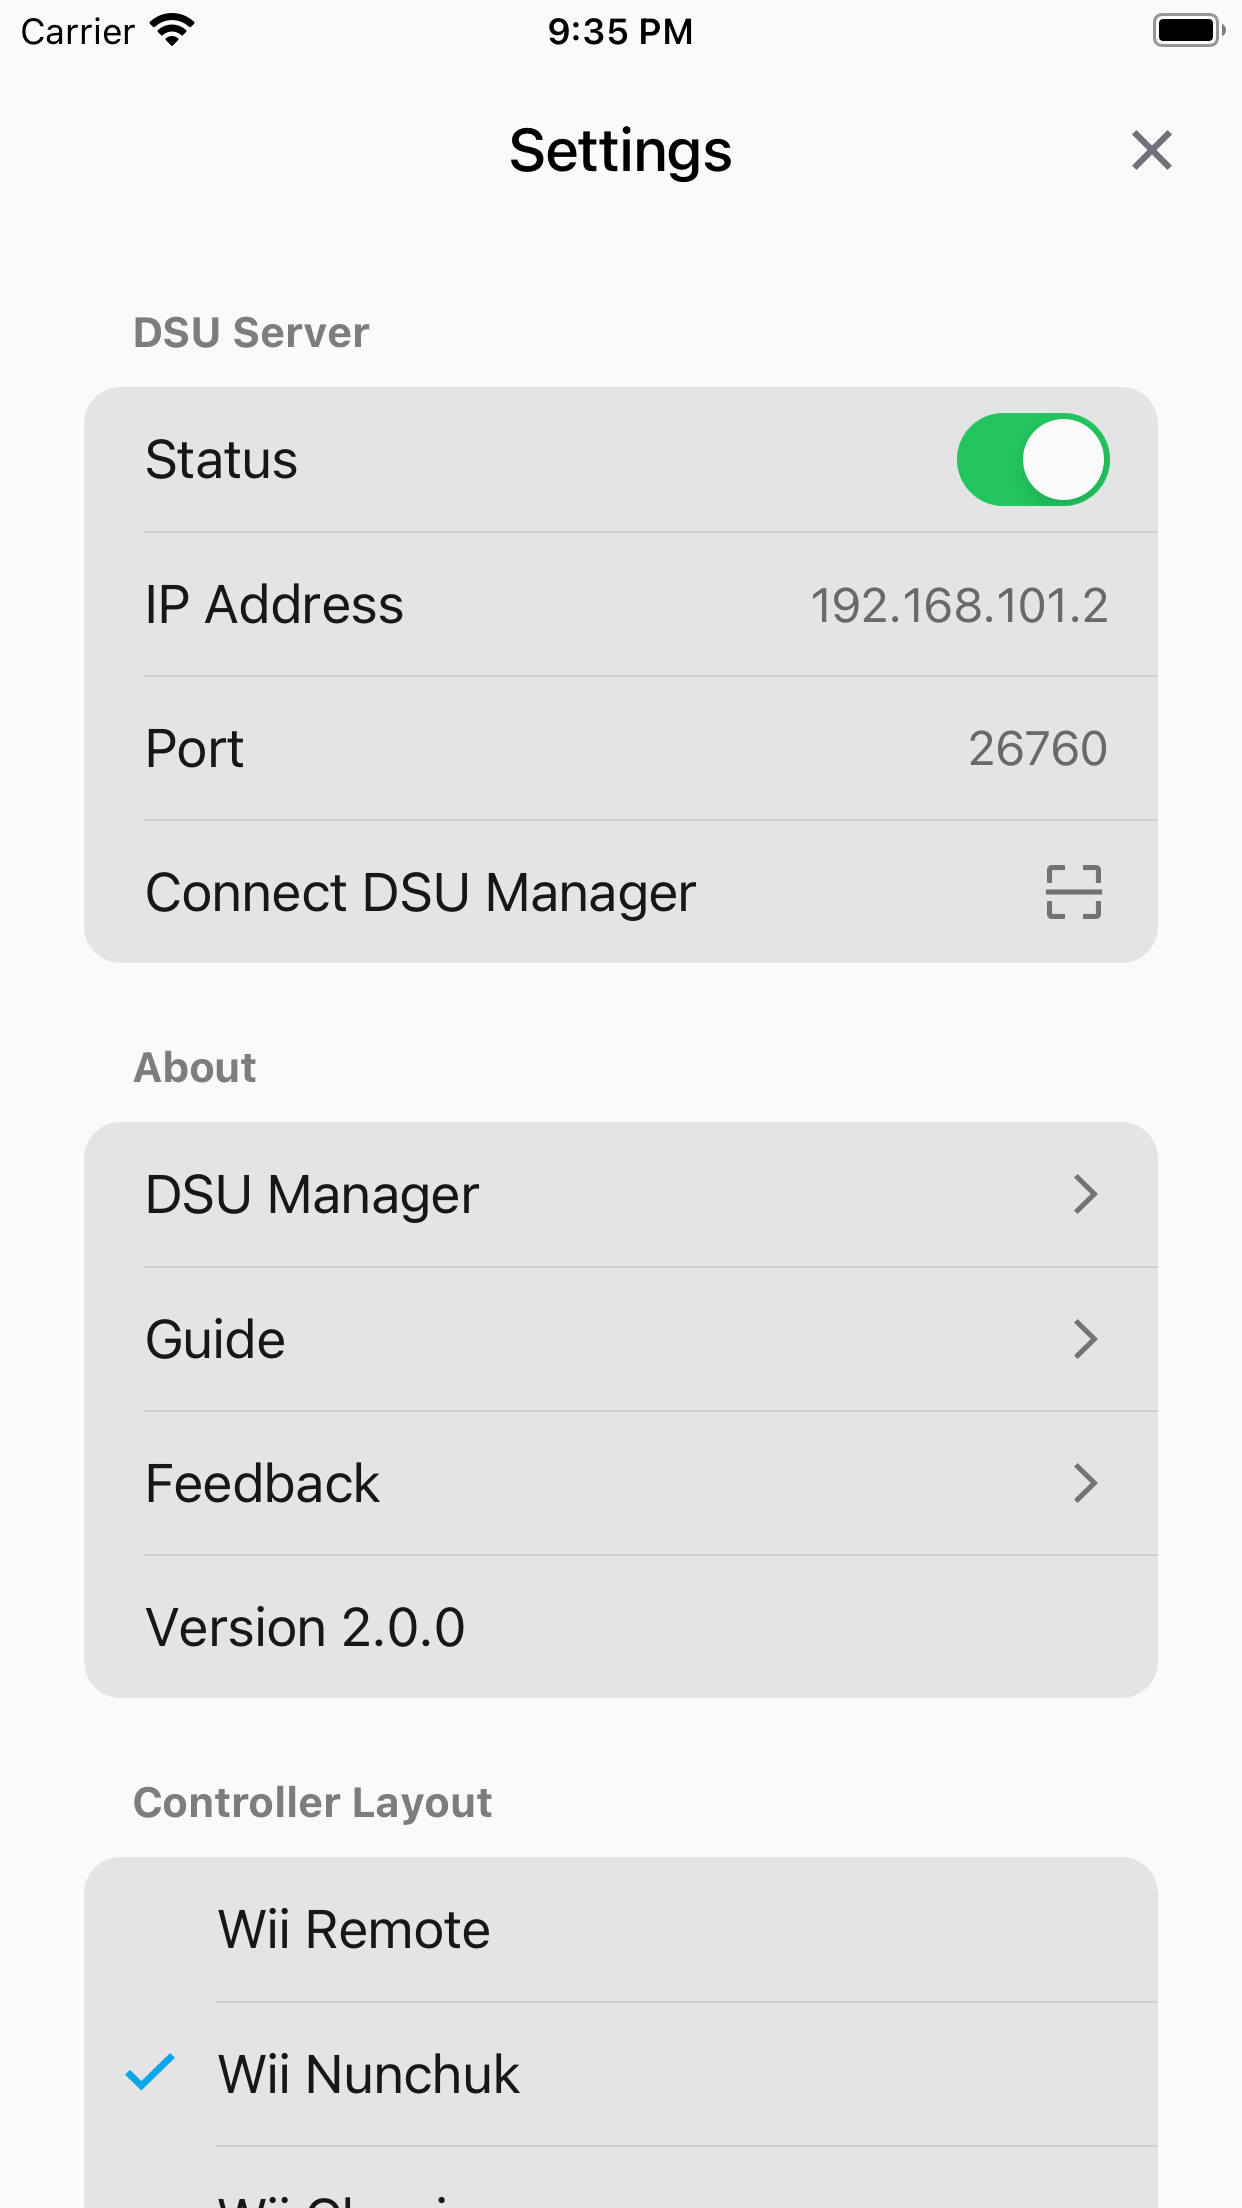 Carrier 9:35 PM
Settings
DSU Server
Status
IP Address 192.168.101.2
Port 26760
Connect DSU Manager
About
DSU Manager
Guide
Feedback
Version 2.0.0
Controller Layout
Wii Remote
Wii Nunchuk
Wii